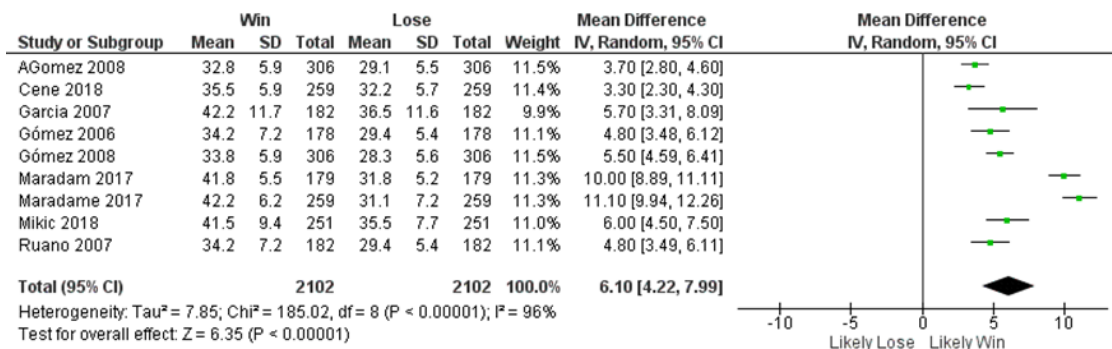 Win Lose Mean Difference Mean Difference
Study or Subgroup Mean SD Total Mean SD Total Weight IV, Random, 95% CI IV, Random, 95% CI
AGomez 2008 32.8 5.9 306 29.1 5.5 306 11.5% 3.70 [2.80, 4.60]
Cene 2018 35.5 5.9 259 32.2 5.7 259 11.4% 3.30 [2.30, 4.30]
Garcia 2007 42.2 11.7 182 36.5 11.6 182 9.9% 5.70 [3.31, 8.09]
Gómez 2006 34.2 7.2 178 29.4 5.4 178 11.1% 4.80 [3.48, 6.12]
Gómez 2008 33.8 5.9 306 28.3 5.6 306 11.5% 5.50 [4.59, 6.41]
Maradam 2017 41.8 5.5 179 31.8 5.2 179 11.3% 10.00 [8.89, 11.11]
Maradame 2017 42.2 6.2 259 31.1 7.2 259 11.3% 11.10 [9.94, 12.26]
Mikic 2018 41.5 9.4 251 35.5 7.7 251 11.0% 6.00 [4.50, 7.50]
Ruano 2007 34.2 7.2 182 29.4 5.4 182 11.1% 4.80 [3.49, 6.11]
Total (95% CI) 2102 2102 100.0% 6.10 [4.22, 7.99]
Heterogeneity: Tau² = 7.85; Chi² = 185.02, df = 8 (P < 0.00001); I² = 96%
Test for overall effect: Z = 6.35 (P < 0.00001)
-10 -5 0 5 10
Likely Lose Likely Win